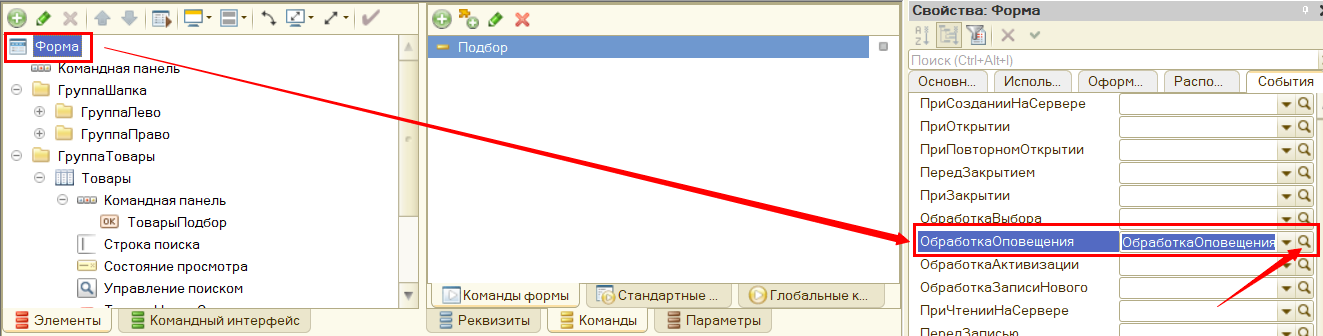 Форма
Командная панель
ГруппаШапка
ГруппаЛево
ГруппаПраво
ГруппаТовары
Товары
Командная панель
OK ТоварыПодбор
Строка поиска
Состояние просмотра
Управление поиском
Элементы
Командный интерфейс
Подбор
Команды формы
Стандартные ...
Глобальные к...
Реквизиты
Команды
Параметры
Свойства: Форма
Поиск (Ctrl+Alt+I)
Основн...
Исполь...
Оформ...
Распо...
События
ПриСозданииНаСервере
ПриОткрытии
ПриПовторномОткрытии
ПередЗакрытием
ПриЗакрытии
ОбработкаВыбора
ОбработкаОповещения ОбработкаОповещения
ОбработкаАктивизации
ОбработкаЗаписиНового
ПриЧтенииНаСервере
ПередЗаписью